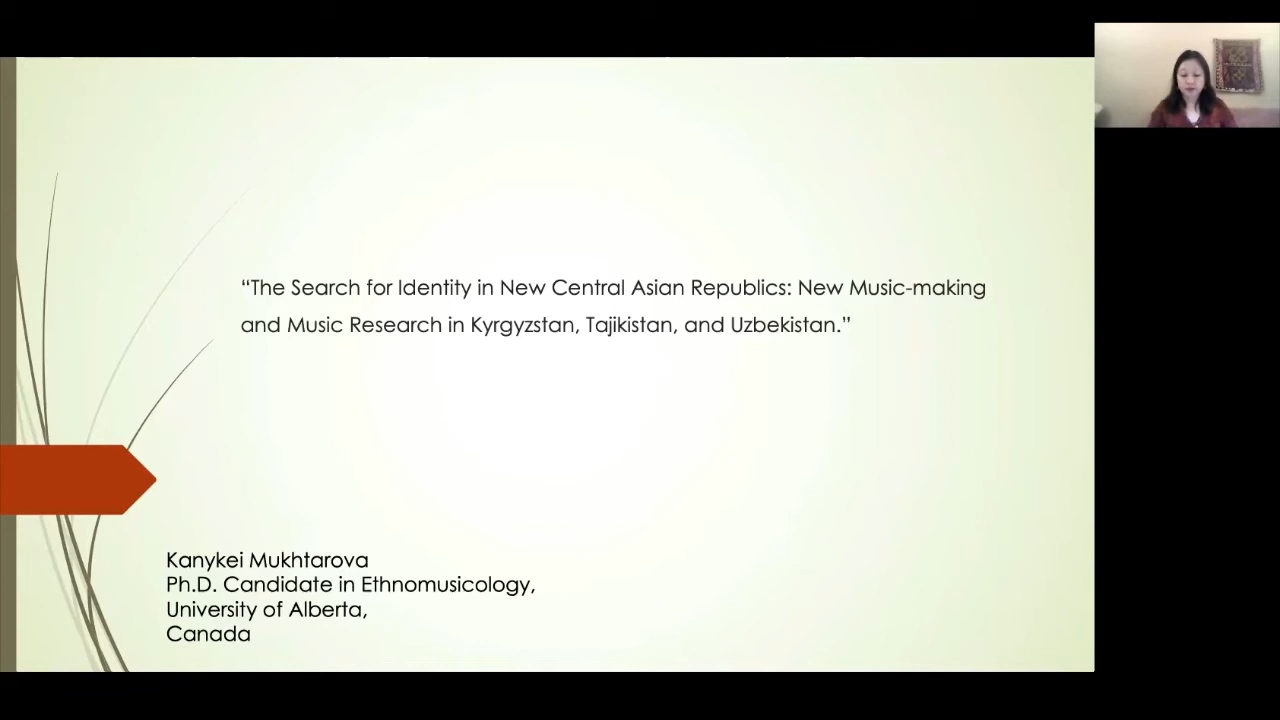 “The Search for Identity in New Central Asian Republics: New Music-making
and Music Research in Kyrgyzstan, Tajikistan, and Uzbekistan.”
Kanykei Mukhtarova
Ph.D. Candidate in Ethnomusicology,
University of Alberta,
Canada